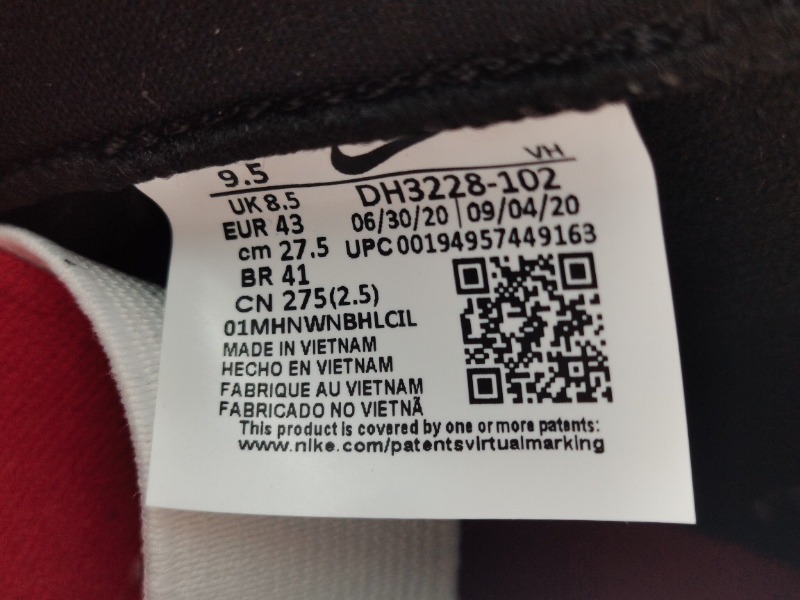 9.5
VH
UK 8.5
DH3228-102
EUR 43
06/30/20 | 09/04/20
cm 27.5
UPC 00194957449163
BR 41
CN 275(2.5)
01MHNWNBHLCIL
MADE IN VIETNAM
HECHO EN VIETNAM
FABRIQUE AU VIETNAM
FABRICADO NO VIETNÃ
This product is covered by one or more patents:
www.nike.com/patentsvirtualmarking